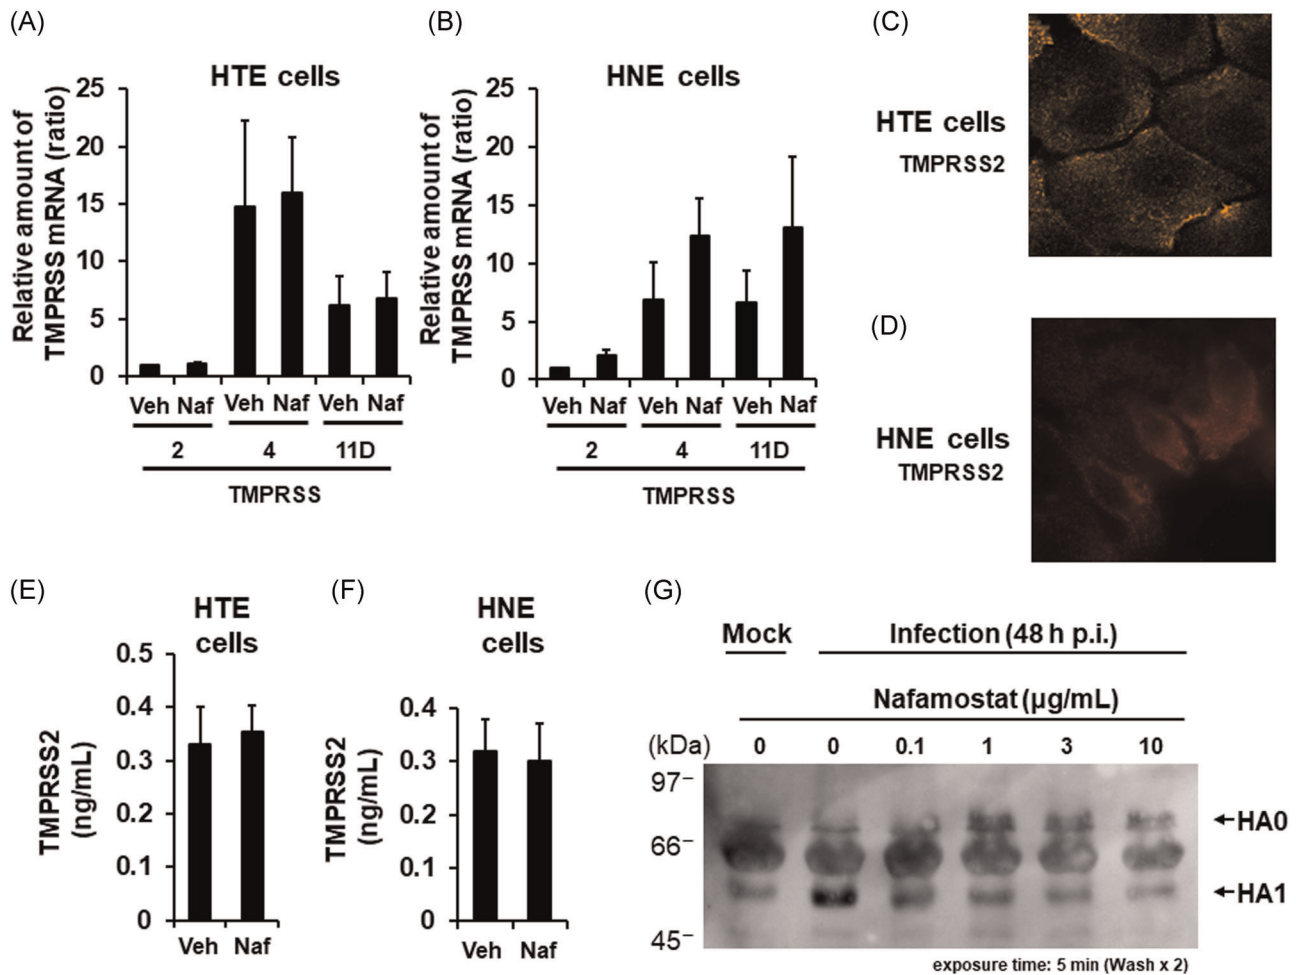 (A)
HTE cells
Relative amount of
TMPRSS mRNA (ratio)
25
20
15
10
5
0
Veh Naf Veh Naf Veh Naf
2 4 11D
TMPRSS
(B)
HNE cells
Relative amount of
TMPRSS mRNA (ratio)
25
20
15
10
5
0
Veh Naf Veh Naf Veh Naf
2 4 11D
TMPRSS
(C)
HTE cells
TMPRSS2
(D)
HNE cells
TMPRSS2
(E)
HTE
cells
TMPRSS2
(ng/mL)
0.5
0.4
0.3
0.2
0.1
0
Veh Naf
(F)
HNE
cells
TMPRSS2
(ng/mL)
0.4
0.3
0.2
0.1
0
Veh Naf
(G)
Mock Infection (48 h p.i.)
Nafamostat (μg/mL)
(kDa) 0 0 0.1 1 3 10
97–
66–
45–
←HA0
←HA1
exposure time: 5 min (Wash x 2)